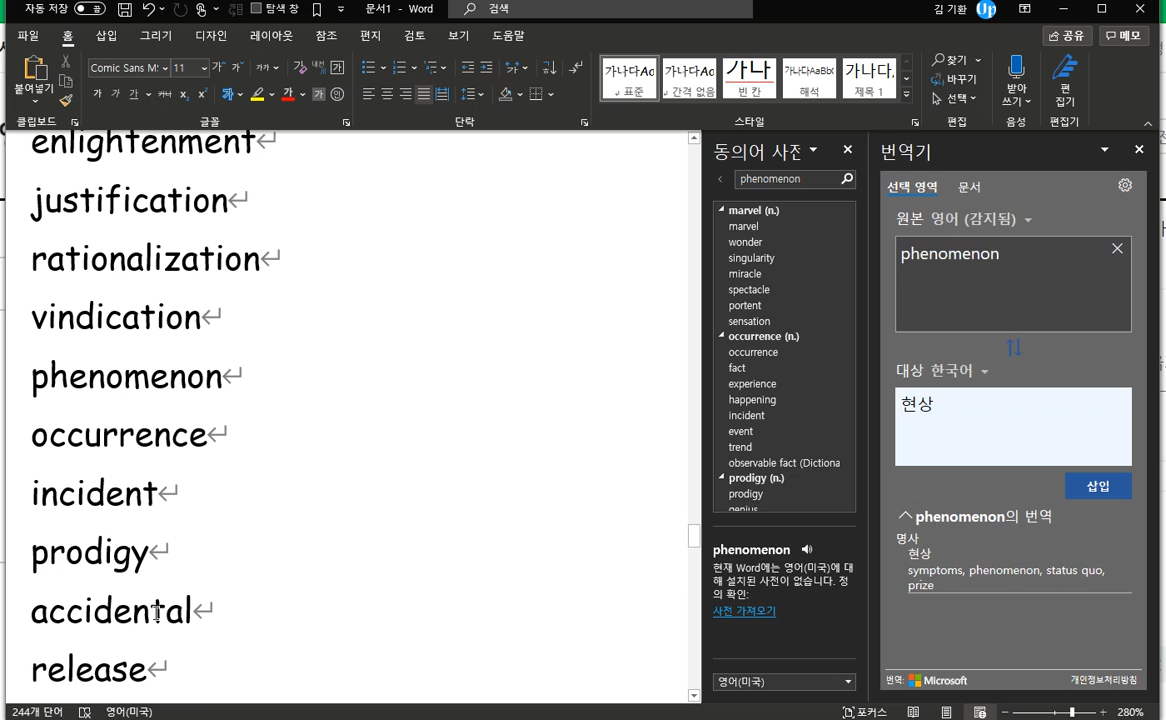 자동 저장 끔 탐색 창 문서1 - Word 검색 김 기환
파일 홈 삽입 그리기 디자인 레이아웃 참조 편지 검토 보기 도움말 공유 메모
붙여넣기 Comic Sans M: 11 가나다Aa 가나다Aa 가나 가나다AaBbC 가나다,
표준 간격 없음 빈 칸 해석 제목 1
찾기 바꾸기 선택 받아 쓰기 편 집기
클립보드 글꼴 단락 스타일 편집 음성 편집기
enlightenment
justification
rationalization
vindication
phenomenon
occurrence
incident
prodigy
accidental
release
동의어 사전
phenomenon
marvel (n.)
marvel
wonder
singularity
miracle
spectacle
portent
sensation
occurrence (n.)
occurrence
fact
experience
happening
incident
event
trend
observable fact (Dictiona
prodigy (n.)
prodigy
genius
phenomenon
현재 Word에는 영어(미국)에 대
해 설치된 사전이 없습니다. 정
의 확인:
사전 가져오기
영어(미국)
번역기
선택 영역 문서
원본 영어 (감지됨)
phenomenon
대상 한국어
현상
삽입
phenomenon의 번역
명사
현상
symptoms, phenomenon, status quo,
prize
번역: Microsoft 개인정보처리방침
244개 단어 영어(미국) 포커스 280%